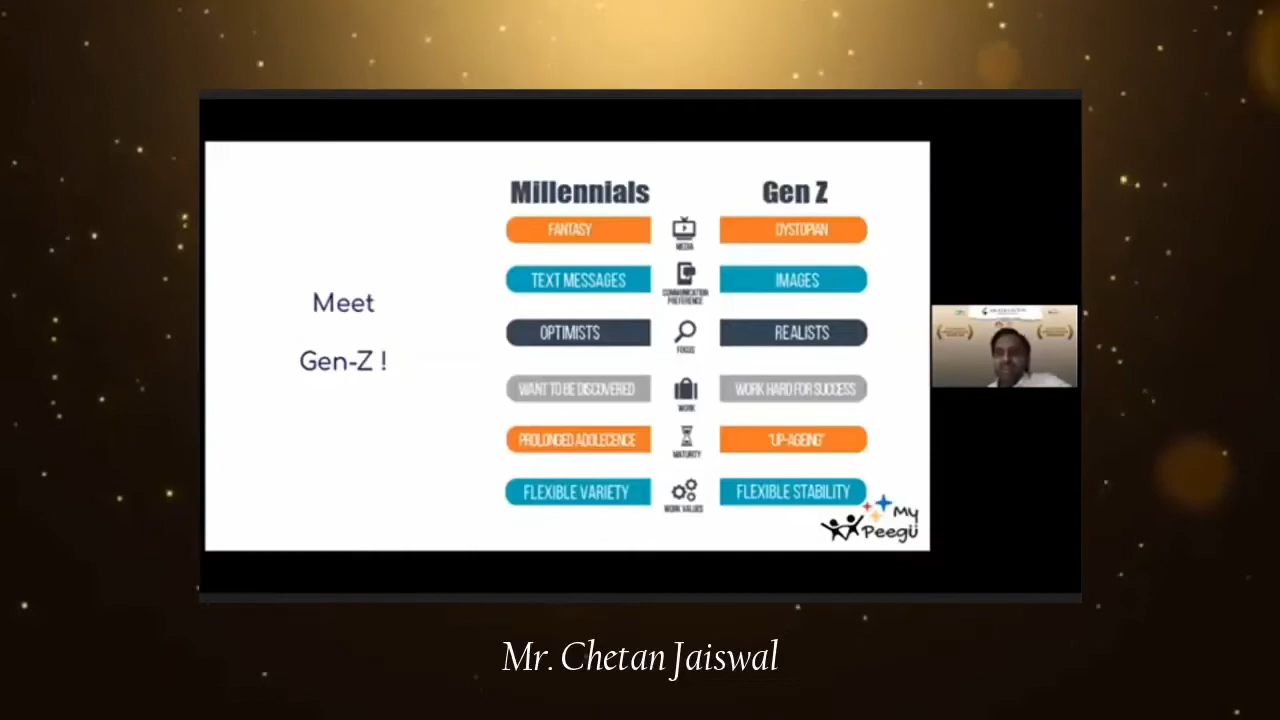 Millennials Gen Z
FANTASY MEDIA DYSTOPIAN
TEXT MESSAGES COMMUNICATION PREFERENCE IMAGES
Meet
OPTIMISTS FOCUS REALISTS
Gen-Z !
WANT TO BE DISCOVERED WORK WORK HARD FOR SUCCESS
PROLONGED ADOLECENCE MATURITY "UP-AGEING"
FLEXIBLE VARIETY WORK VALUES FLEXIBLE STABILITY
My
Peegu
Mr. Chetan Jaiswal